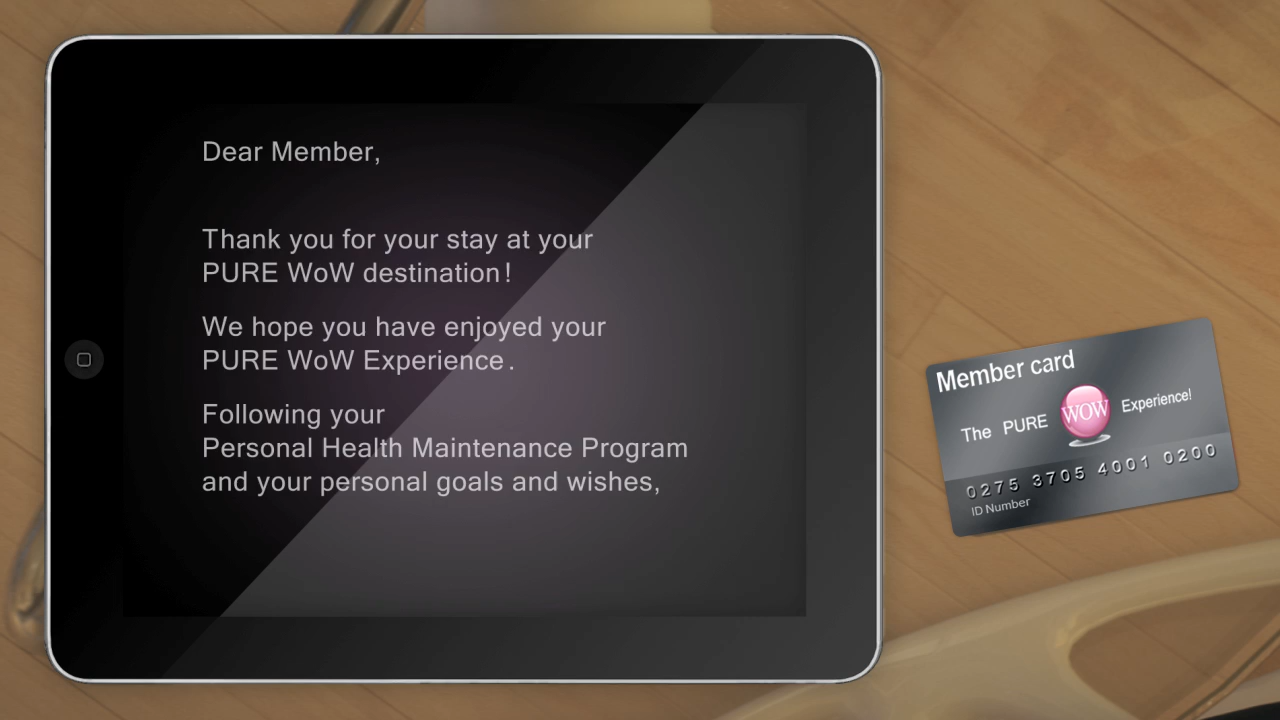 Dear Member,
Thank you for your stay at your
PURE WoW destination!
We hope you have enjoyed your
PURE WoW Experience.
Following your
Personal Health Maintenance Program
and your personal goals and wishes,
Member card
The PURE WOW Experience!
0275 3705 4001 0200
ID Number